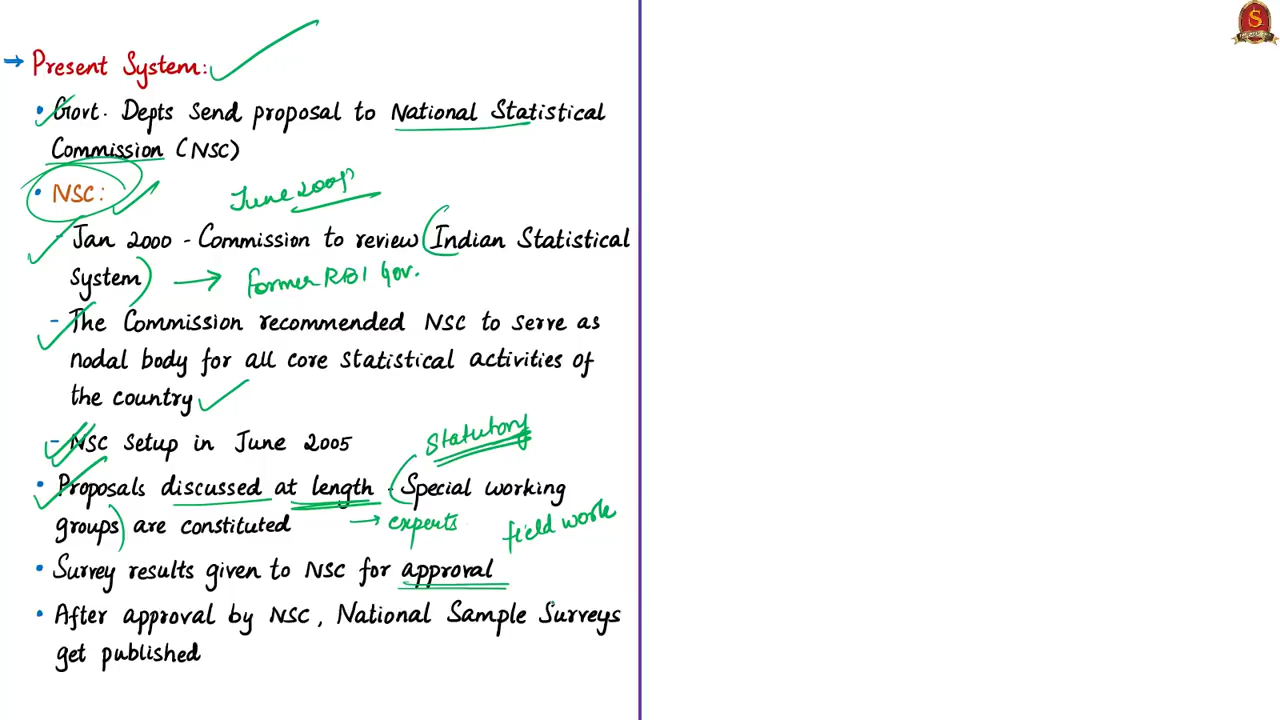 → Present System:
• Govt. Depts send proposal to National Statistical
Commission (NSC)
• NSC:
June 2005
- Jan 2000 - Commission to review (Indian Statistical
System) → Former RBI Gov.
- The Commission recommended NSC to serve as
nodal body for all core statistical activities of
the country
- NSC setup in June 2005
Statutory
• Proposals discussed at length - (Special working
groups) are constituted → experts field work
• Survey results given to NSC for approval
• After approval by NSC, National Sample Surveys
get published